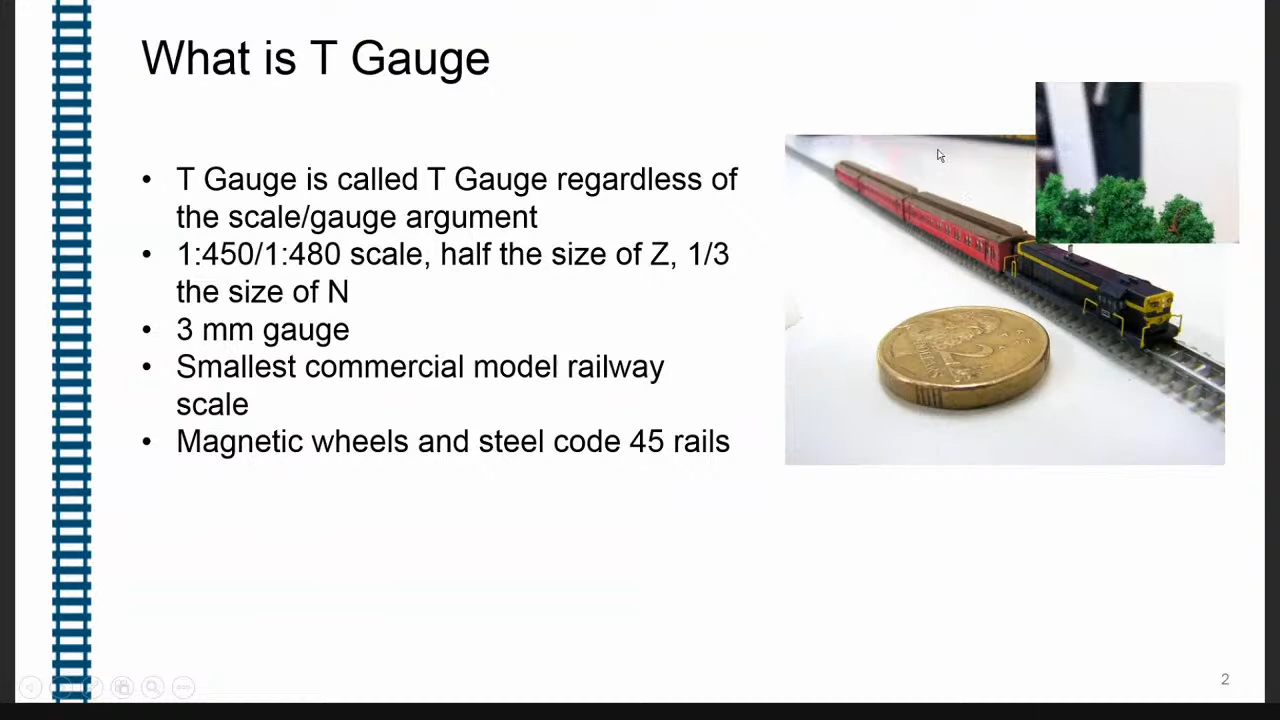 What is T Gauge
• T Gauge is called T Gauge regardless of
the scale/gauge argument
• 1:450/1:480 scale, half the size of Z, 1/3
the size of N
• 3 mm gauge
• Smallest commercial model railway
scale
• Magnetic wheels and steel code 45 rails
2